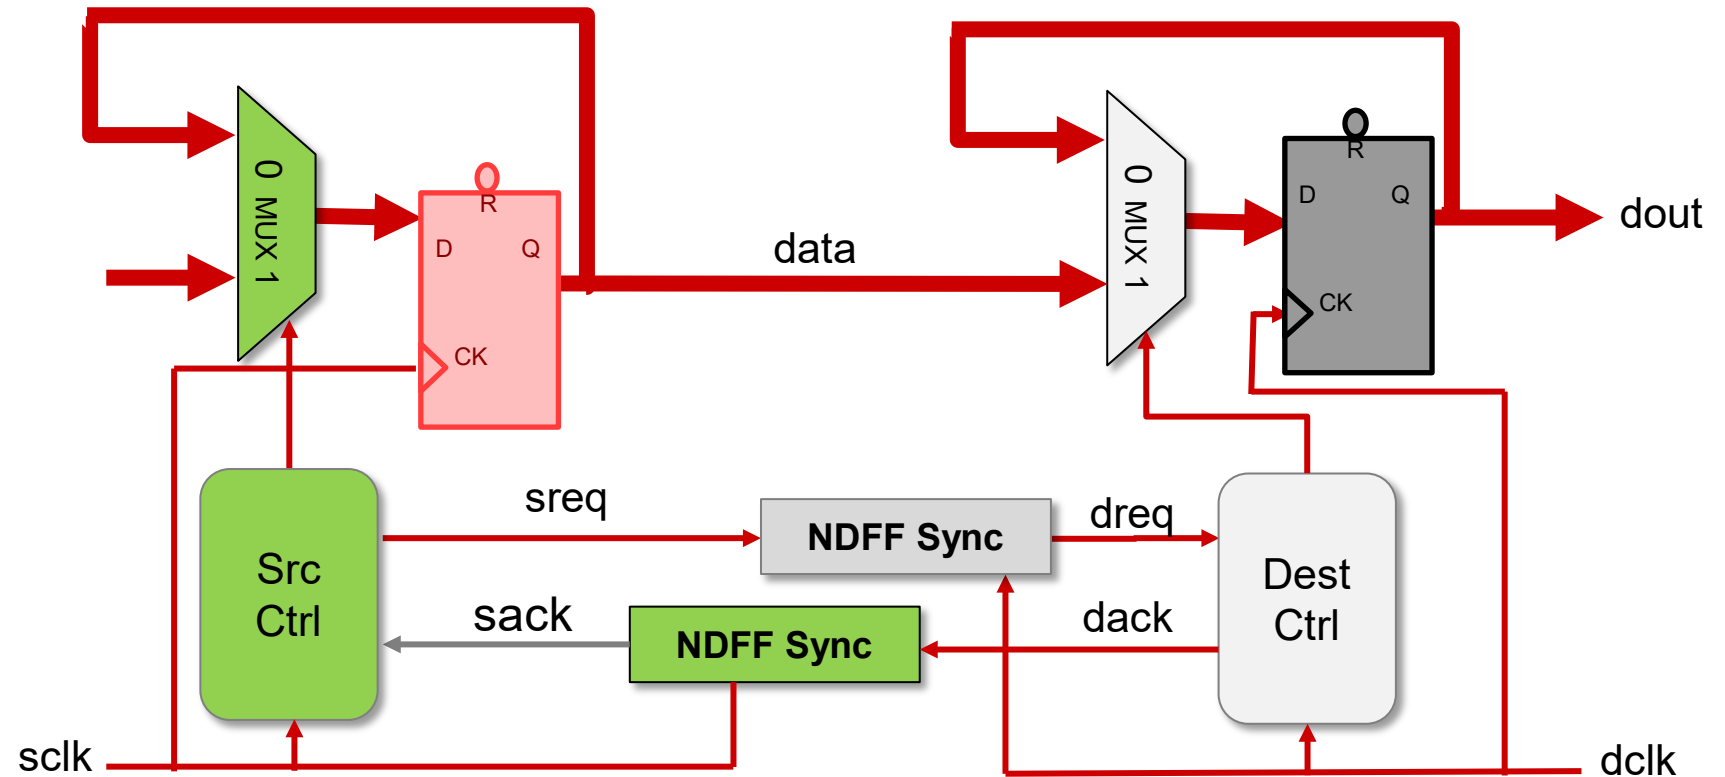 R
R
D
Q
dout
0 MUX 1
D
Q
data
0 MUX 1
CK
CK
sreq
NDFF Sync
dreq
Src
Ctrl
Dest
Ctrl
sack
NDFF Sync
dack
sclk
dclk